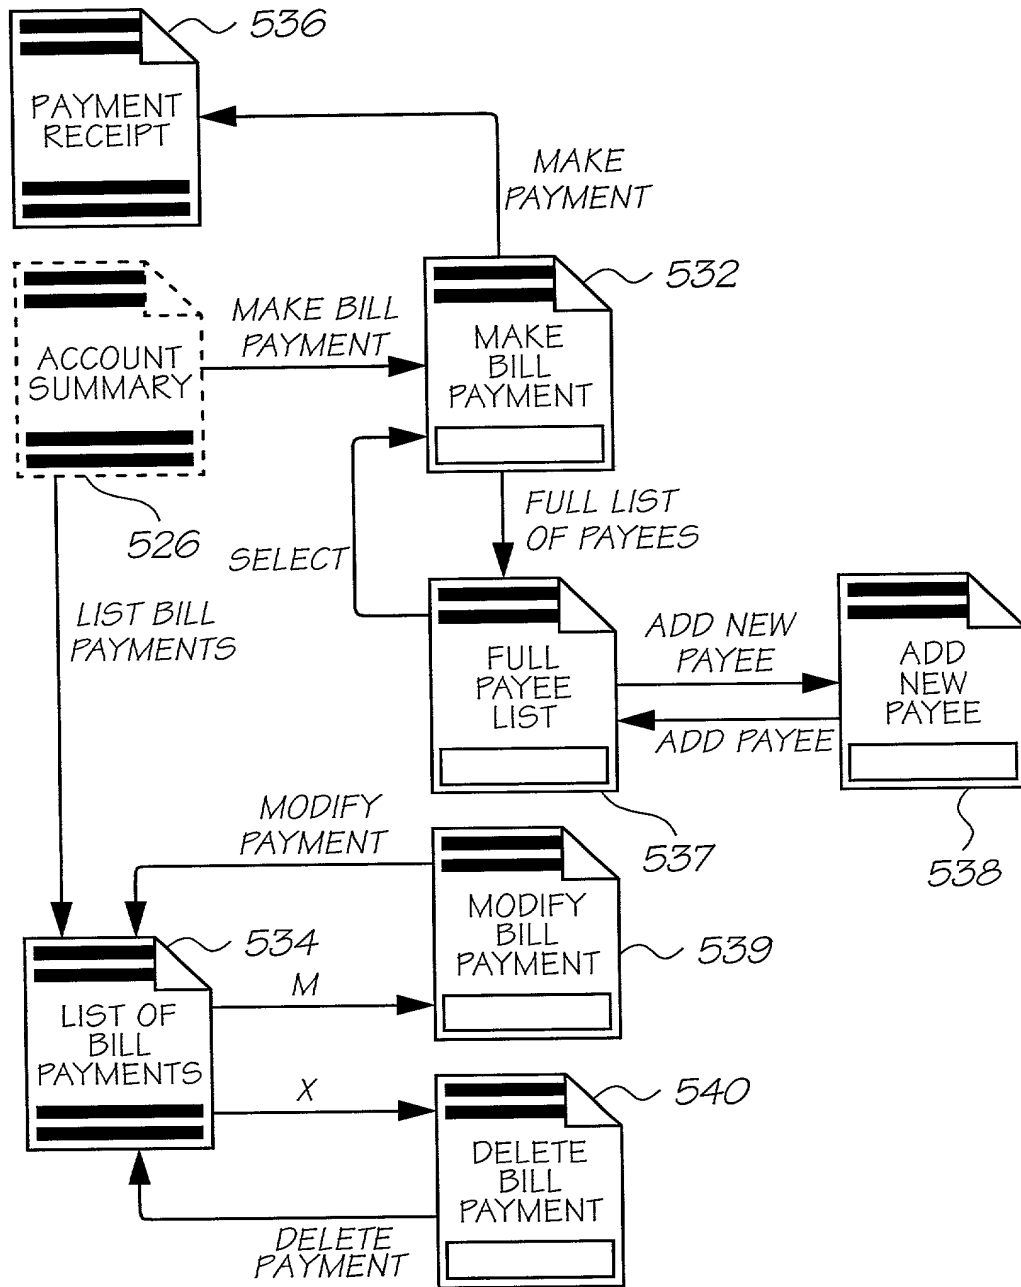 536
PAYMENT
RECEIPT
MAKE
PAYMENT
532
MAKE BILL
PAYMENT
MAKE
BILL
PAYMENT
ACCOUNT
SUMMARY
526
FULL LIST
OF PAYEES
SELECT
LIST BILL
PAYMENTS
FULL
PAYEE
LIST
ADD NEW
PAYEE
ADD PAYEE
ADD
NEW
PAYEE
537
538
MODIFY
PAYMENT
MODIFY
BILL
PAYMENT
539
534
M
LIST OF
BILL
PAYMENTS
X
540
DELETE
BILL
PAYMENT
DELETE
PAYMENT